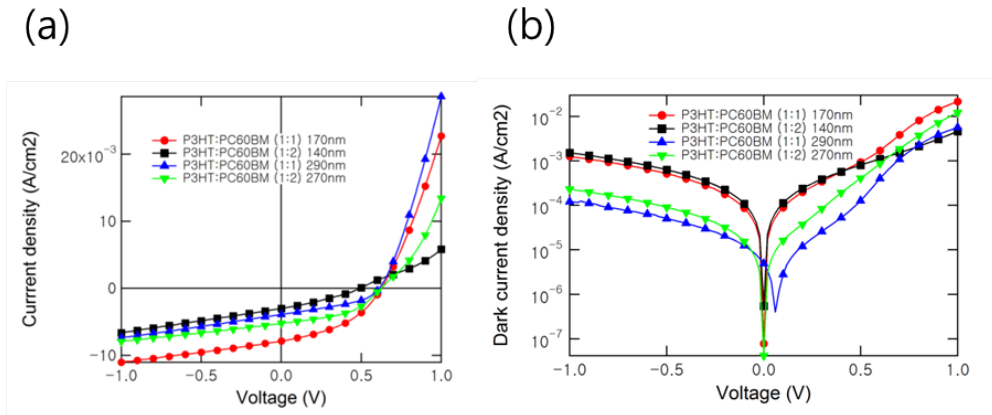 (a)
(b)
Currrent density (A/cm2)
20x10⁻³
10
0
-10
P3HT:PC60BM (1:1) 170nm
P3HT:PC60BM (1:2) 140nm
P3HT:PC60BM (1:1) 290nm
P3HT:PC60BM (1:2) 270nm
-1.0 -0.5 0.0 0.5 1.0
Voltage (V)
Dark current density (A/cm2)
10⁻²
10⁻³
10⁻⁴
10⁻⁵
10⁻⁶
10⁻⁷
P3HT:PC60BM (1:1) 170nm
P3HT:PC60BM (1:2) 140nm
P3HT:PC60BM (1:1) 290nm
P3HT:PC60BM (1:2) 270nm
-1.0 -0.5 0.0 0.5 1.0
Voltage (V)